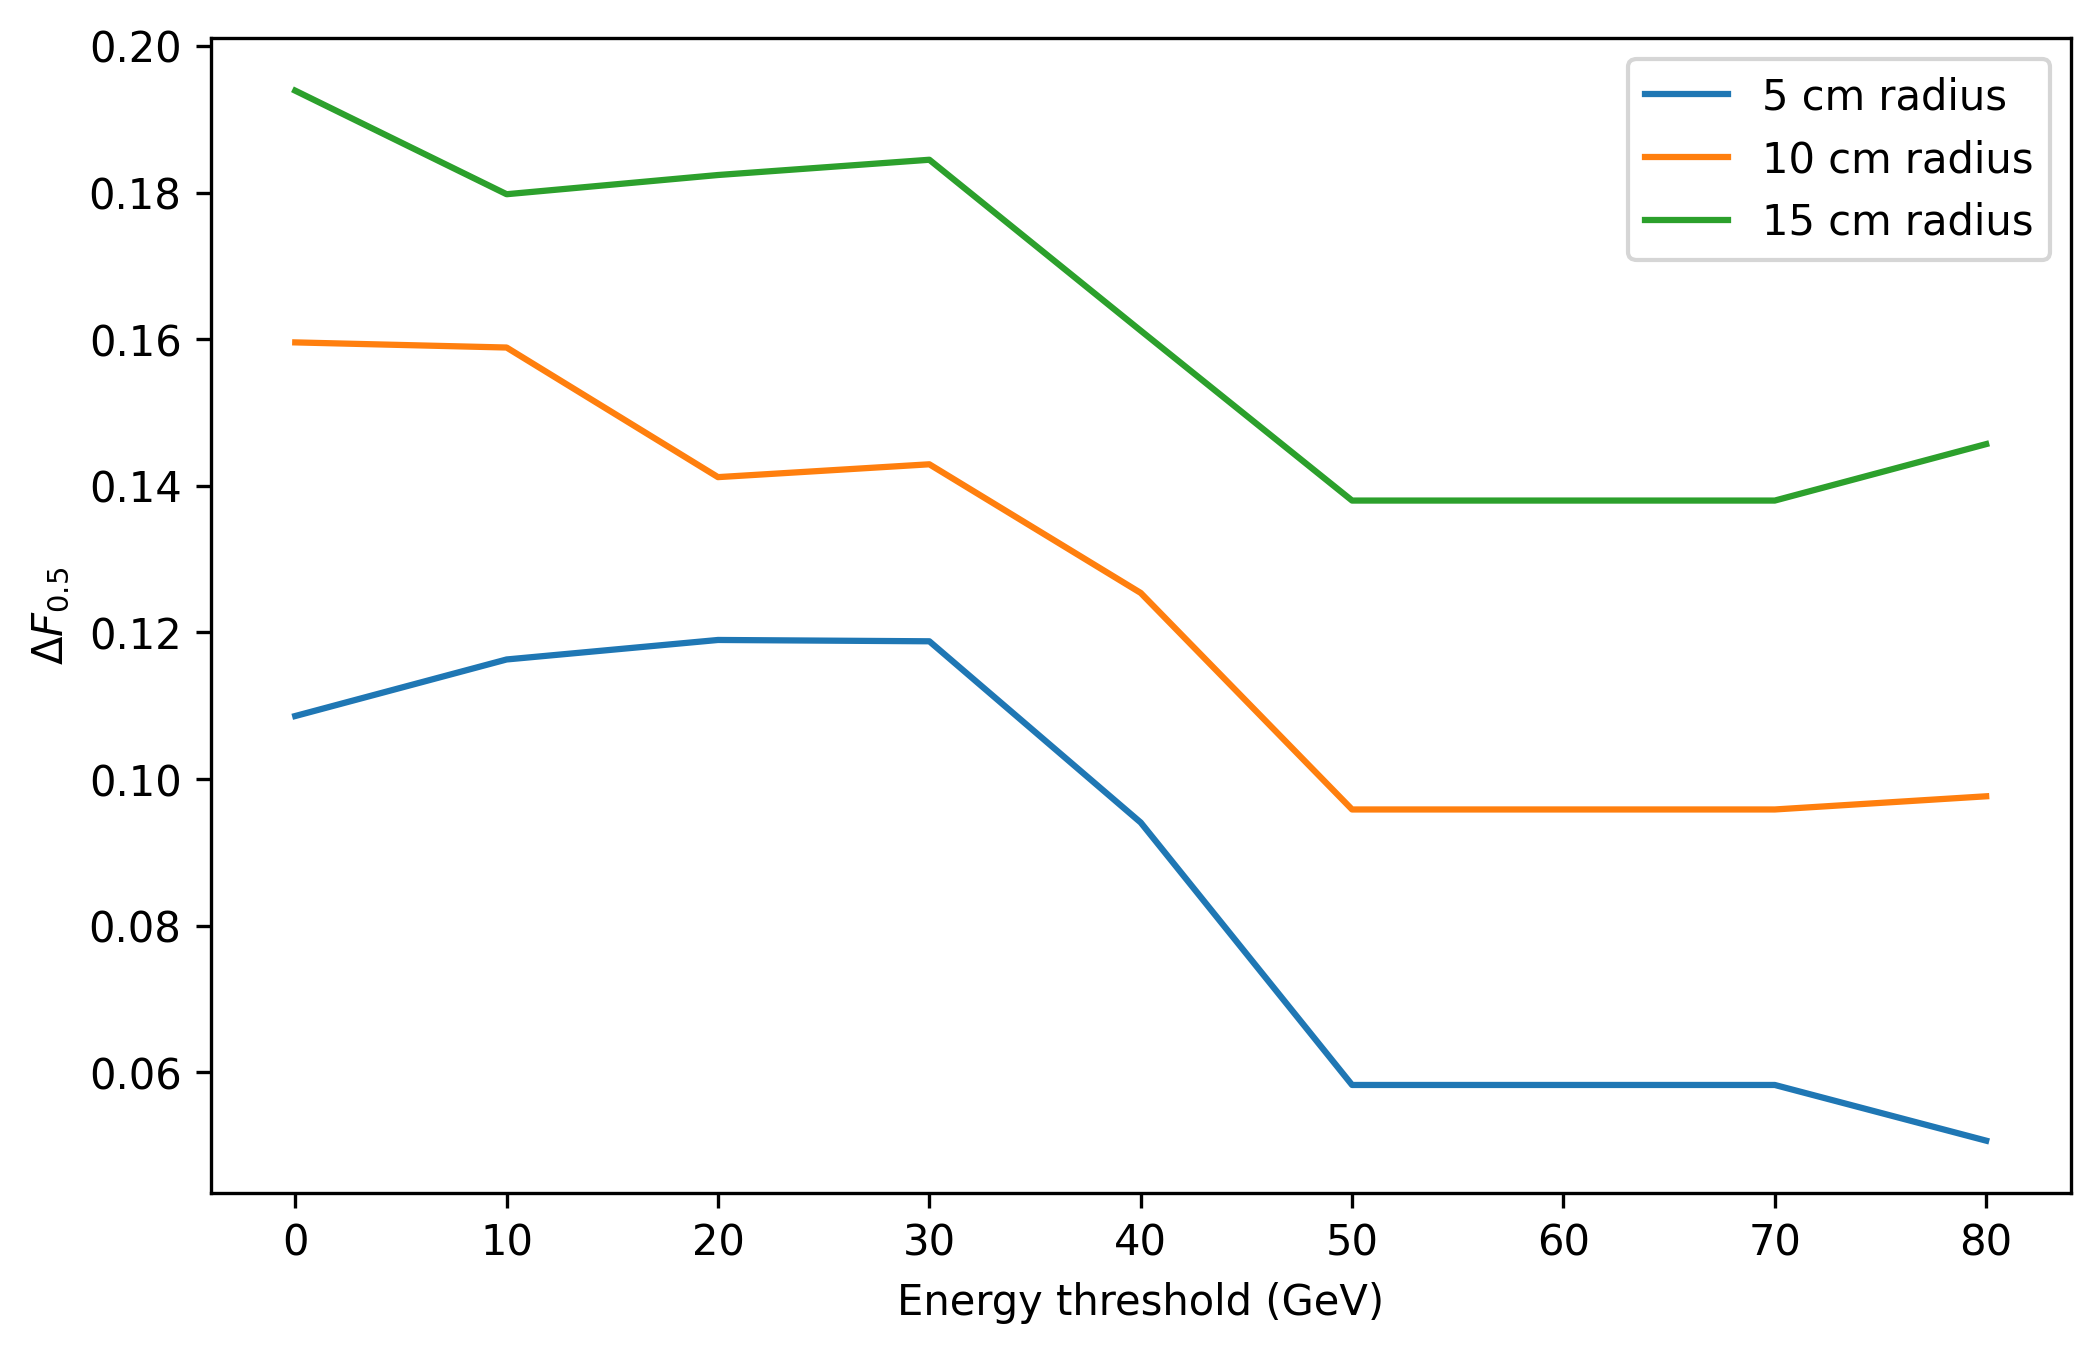 0.20
0.18
0.16
0.14
0.12
0.10
0.08
0.06
ΔF0.5
5 cm radius
10 cm radius
15 cm radius
0 10 20 30 40 50 60 70 80
Energy threshold (GeV)